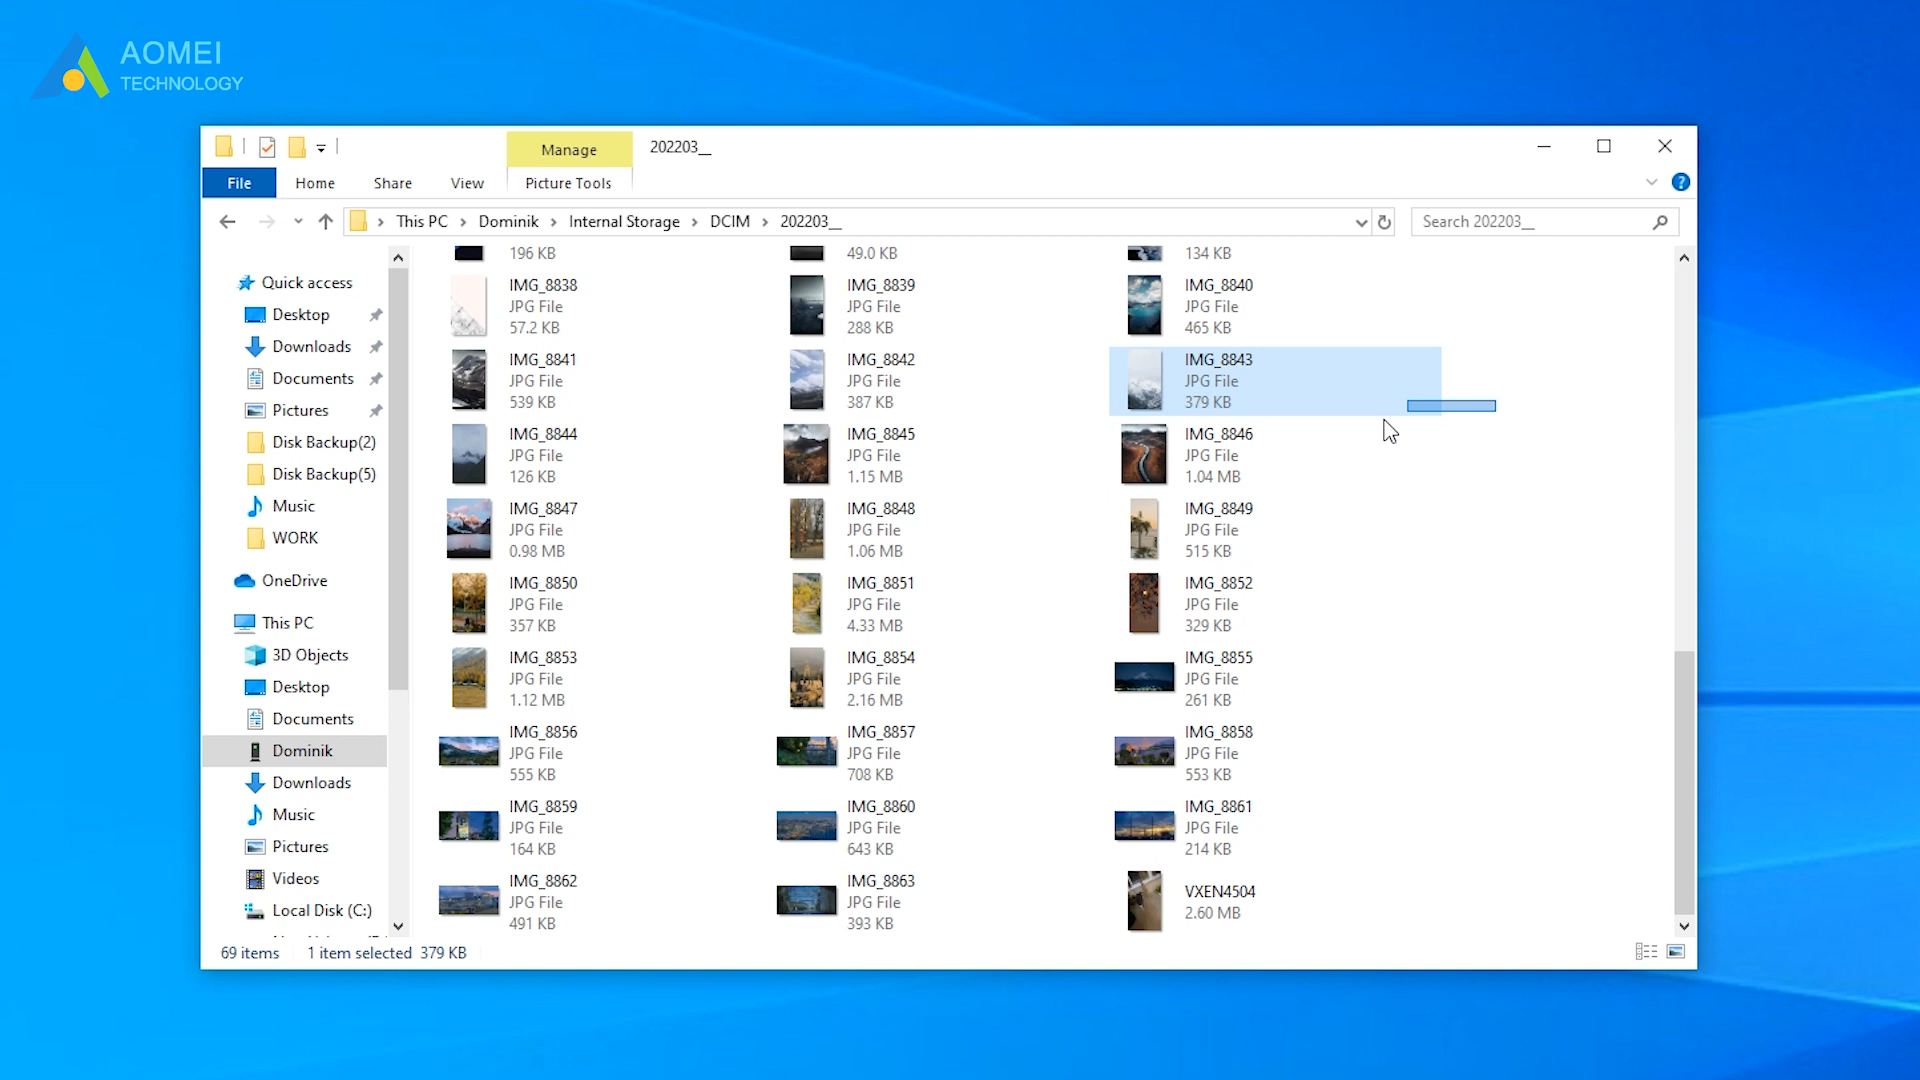 AOMEI
TECHNOLOGY
Manage
202203__
File
Home
Share
View
Picture Tools
This PC
Dominik
Internal Storage
DCIM
202203__
Search 202203__
Quick access
Desktop
Downloads
Documents
Pictures
Disk Backup(2)
Disk Backup(5)
Music
WORK
OneDrive
This PC
3D Objects
Desktop
Documents
Dominik
Downloads
Music
Pictures
Videos
Local Disk (C:)
196 KB
49.0 KB
134 KB
IMG_8838
JPG File
57.2 KB
IMG_8839
JPG File
288 KB
IMG_8840
JPG File
465 KB
IMG_8841
JPG File
539 KB
IMG_8842
JPG File
387 KB
IMG_8843
JPG File
379 KB
IMG_8844
JPG File
126 KB
IMG_8845
JPG File
1.15 MB
IMG_8846
JPG File
1.04 MB
IMG_8847
JPG File
0.98 MB
IMG_8848
JPG File
1.06 MB
IMG_8849
JPG File
515 KB
IMG_8850
JPG File
357 KB
IMG_8851
JPG File
4.33 MB
IMG_8852
JPG File
329 KB
IMG_8853
JPG File
1.12 MB
IMG_8854
JPG File
2.16 MB
IMG_8855
JPG File
261 KB
IMG_8856
JPG File
555 KB
IMG_8857
JPG File
708 KB
IMG_8858
JPG File
553 KB
IMG_8859
JPG File
164 KB
IMG_8860
JPG File
643 KB
IMG_8861
JPG File
214 KB
IMG_8862
JPG File
491 KB
IMG_8863
JPG File
393 KB
VXEN4504
2.60 MB
69 items
1 item selected 379 KB